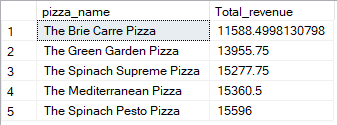 pizza_name Total_revenue
1 The Brie Carre Pizza 11588.4998130798
2 The Green Garden Pizza 13955.75
3 The Spinach Supreme Pizza 15277.75
4 The Mediterranean Pizza 15360.5
5 The Spinach Pesto Pizza 15596